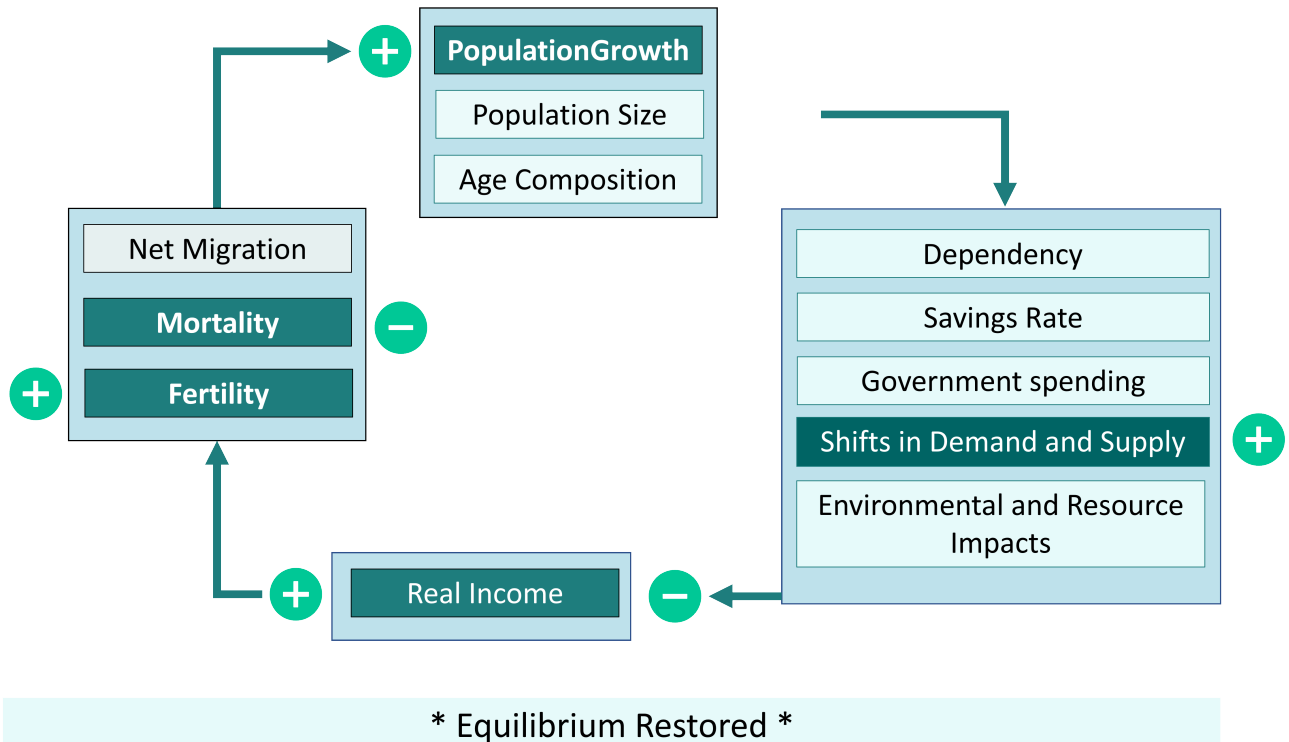 PopulationGrowth
Population Size
Age Composition
Net Migration
Mortality
Fertility
Dependency
Savings Rate
Government spending
Shifts in Demand and Supply
Environmental and Resource
Impacts
Real Income
* Equilibrium Restored *